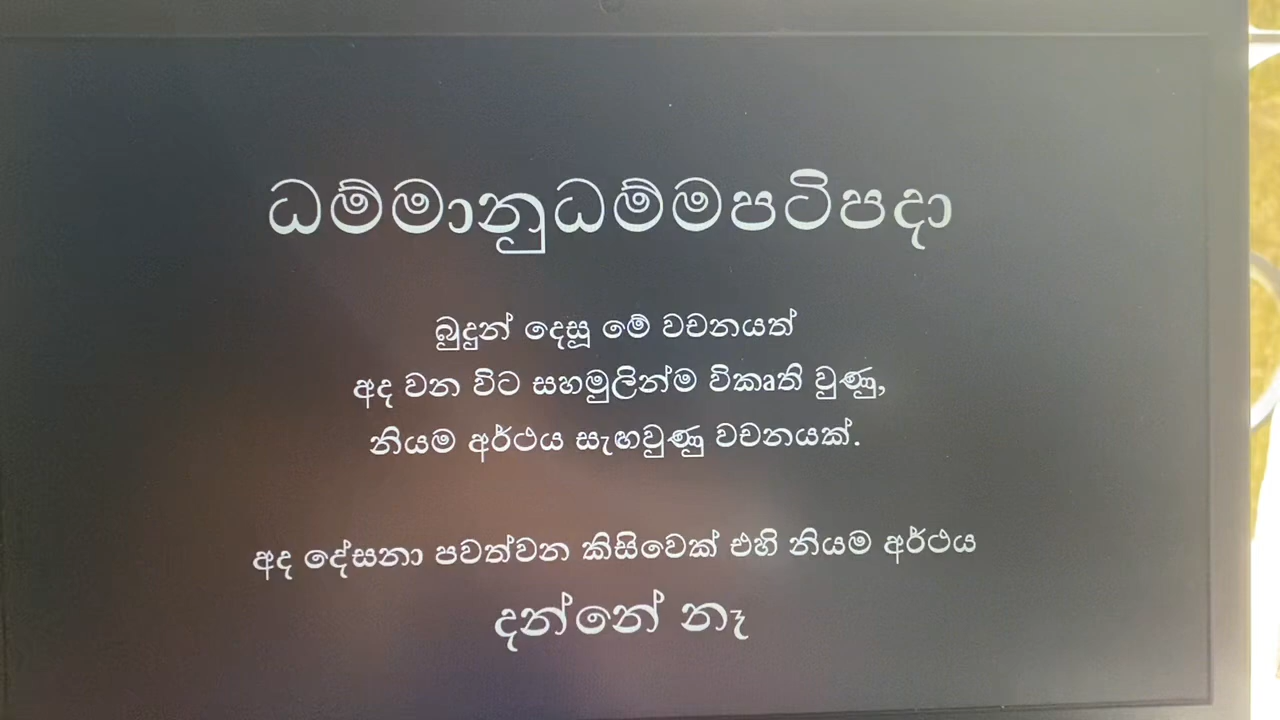 ධම්මානුධම්මපටිපදා
බුදුන් දෙසූ මේ වචනයත්
අද වන විට සහමුලින්ම විකෘති වුණු,
නියම අර්ථය සැඟවුණු වචනයක්.
අද දේසනා පවත්වන කිසිවෙක් එහි නියම අර්ථය
දන්නේ නෑ